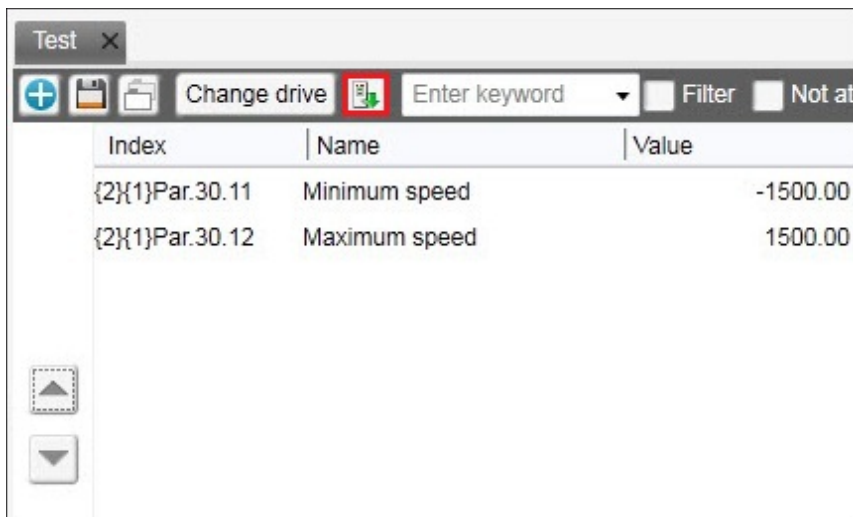 Test
Change drive Enter keyword Filter Not at
Index Name Value
{2}{1}Par.30.11 Minimum speed -1500.00
{2}{1}Par.30.12 Maximum speed 1500.00